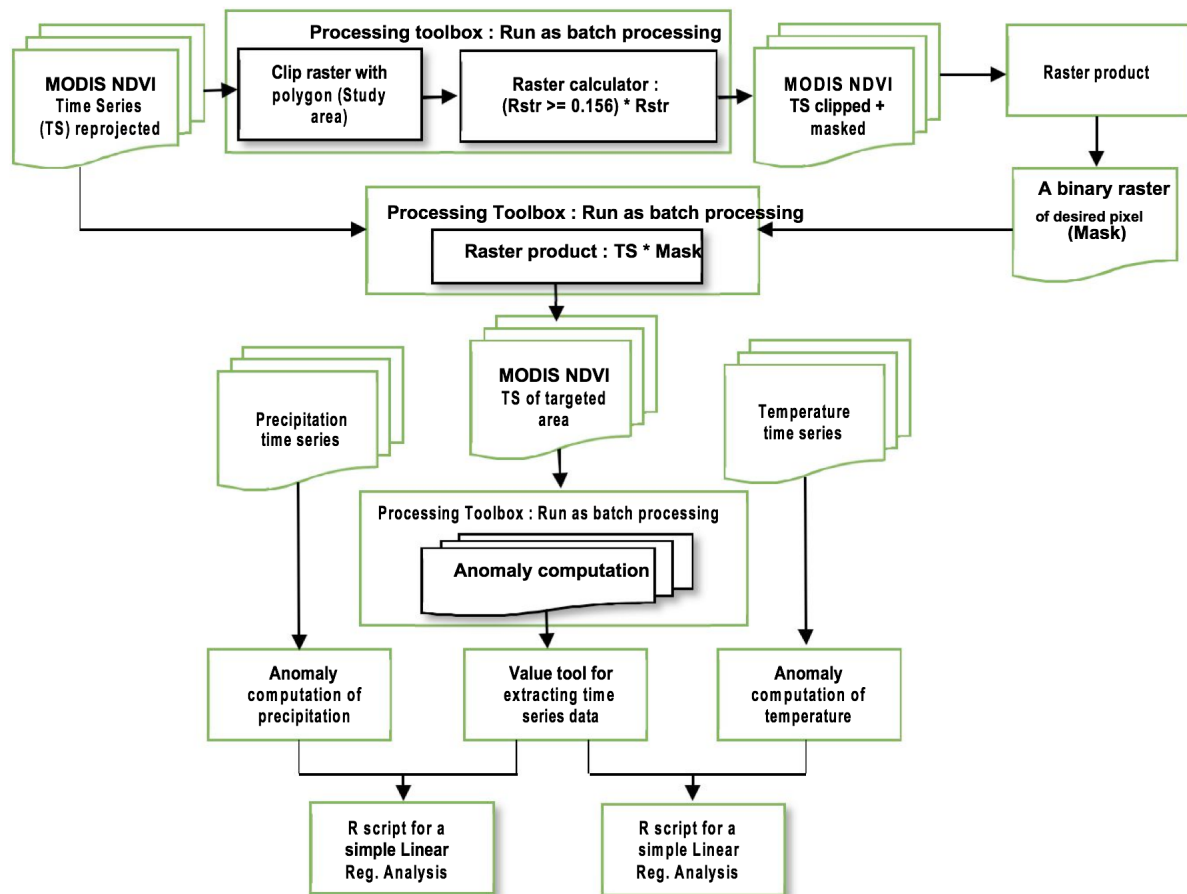 Processing toolbox : Run as batch processing
MODIS NDVI
Time Series
(TS) reprojected
Clip raster with
polygon (Study
area)
Raster calculator :
(Rstr >= 0.156) * Rstr
MODIS NDVI
TS clipped +
masked
Raster product
A binary raster
of desired pixel
(Mask)
Processing Toolbox : Run as batch processing
Raster product : TS * Mask
MODIS NDVI
TS of targeted
area
Precipitation
time series
Temperature
time series
Processing Toolbox : Run as batch processing
Anomaly computation
Anomaly
computation of
precipitation
Value tool for
extracting time
series data
Anomaly
computation of
temperature
R script for a
simple Linear
Reg. Analysis
R script for a
simple Linear
Reg. Analysis